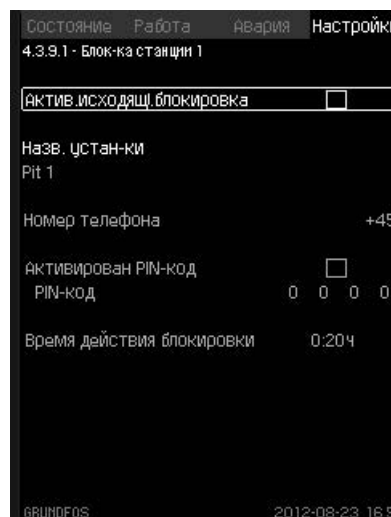 Состояние Работа Авария Настройки
4.3.9.1 - Блок-ка станции 1
Актив.исходящ.блокировка
Назв. устан-ки
Pit 1
Номер телефона +45
Активирован PIN-код
PIN-код 0 0 0 0
Время действия блокировки 0:20ч
GRUNDFOS 2012-08-23 16: